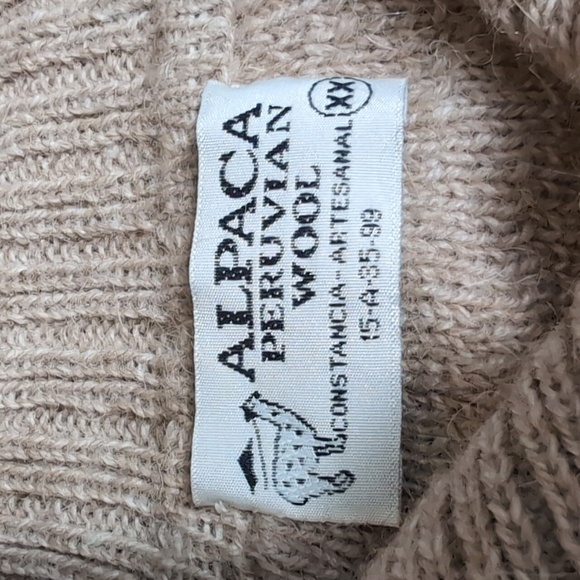 ALPACA
PERUVIAN
WOOL
CONSTANCIA-ARTESANAL
15-A-35-99
XX